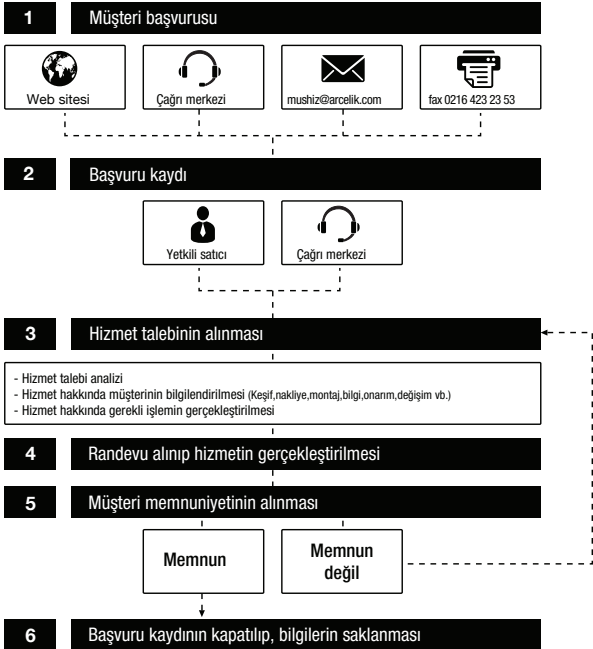 1 Müşteri başvurusu
Web sitesi
Çağrı merkezi
mushiz@arcelik.com
fax 0216 423 23 53
2 Başvuru kaydı
Yetkili satıcı
Çağrı merkezi
3 Hizmet talebinin alınması
- Hizmet talebi analizi
- Hizmet hakkında müşterinin bilgilendirilmesi (Keşif,nakliye,montaj,bilgi,onarım,değişim vb.)
- Hizmet hakkında gerekli işlemin gerçekleştirilmesi
4 Randevu alınıp hizmetin gerçekleştirilmesi
5 Müşteri memnuniyetinin alınması
Memnun
Memnun
değil
6 Başvuru kaydının kapatılıp, bilgilerin saklanması